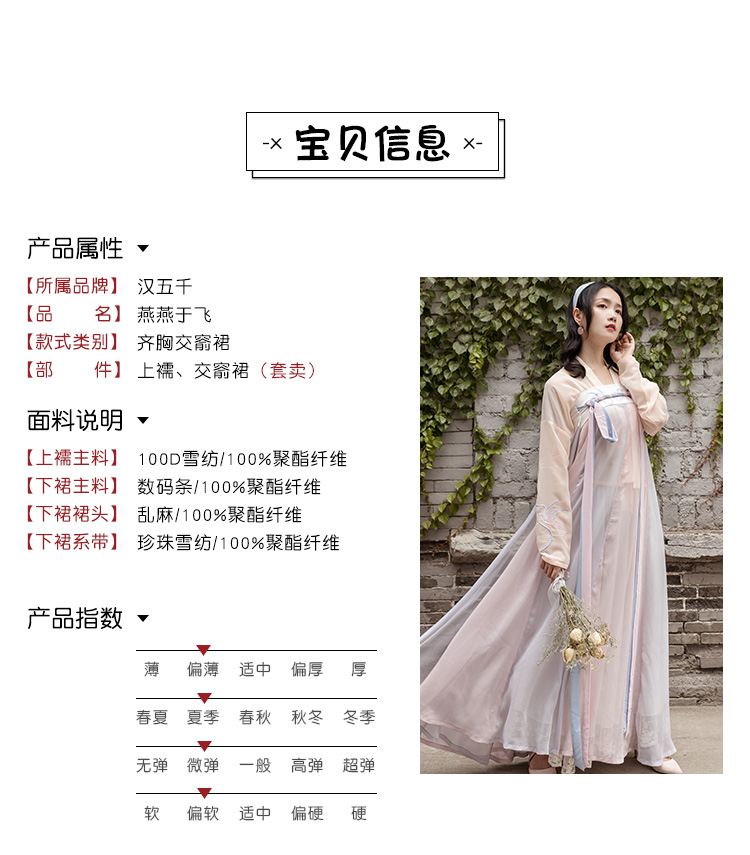 -× 宝贝信息 ×-
产品属性
【所属品牌】 汉五千
【品 名】 燕燕于飞
【款式类别】 齐胸交窬裙
【部 件】 上襦、交窬裙（套卖）
面料说明
【上襦主料】 100D雪纺/100%聚酯纤维
【下裙主料】 数码条/100%聚酯纤维
【下裙裙头】 乱麻/100%聚酯纤维
【下裙系带】 珍珠雪纺/100%聚酯纤维
产品指数
薄 偏薄 适中 偏厚 厚
春夏 夏季 春秋 秋冬 冬季
无弹 微弹 一般 高弹 超弹
软 偏软 适中 偏硬 硬